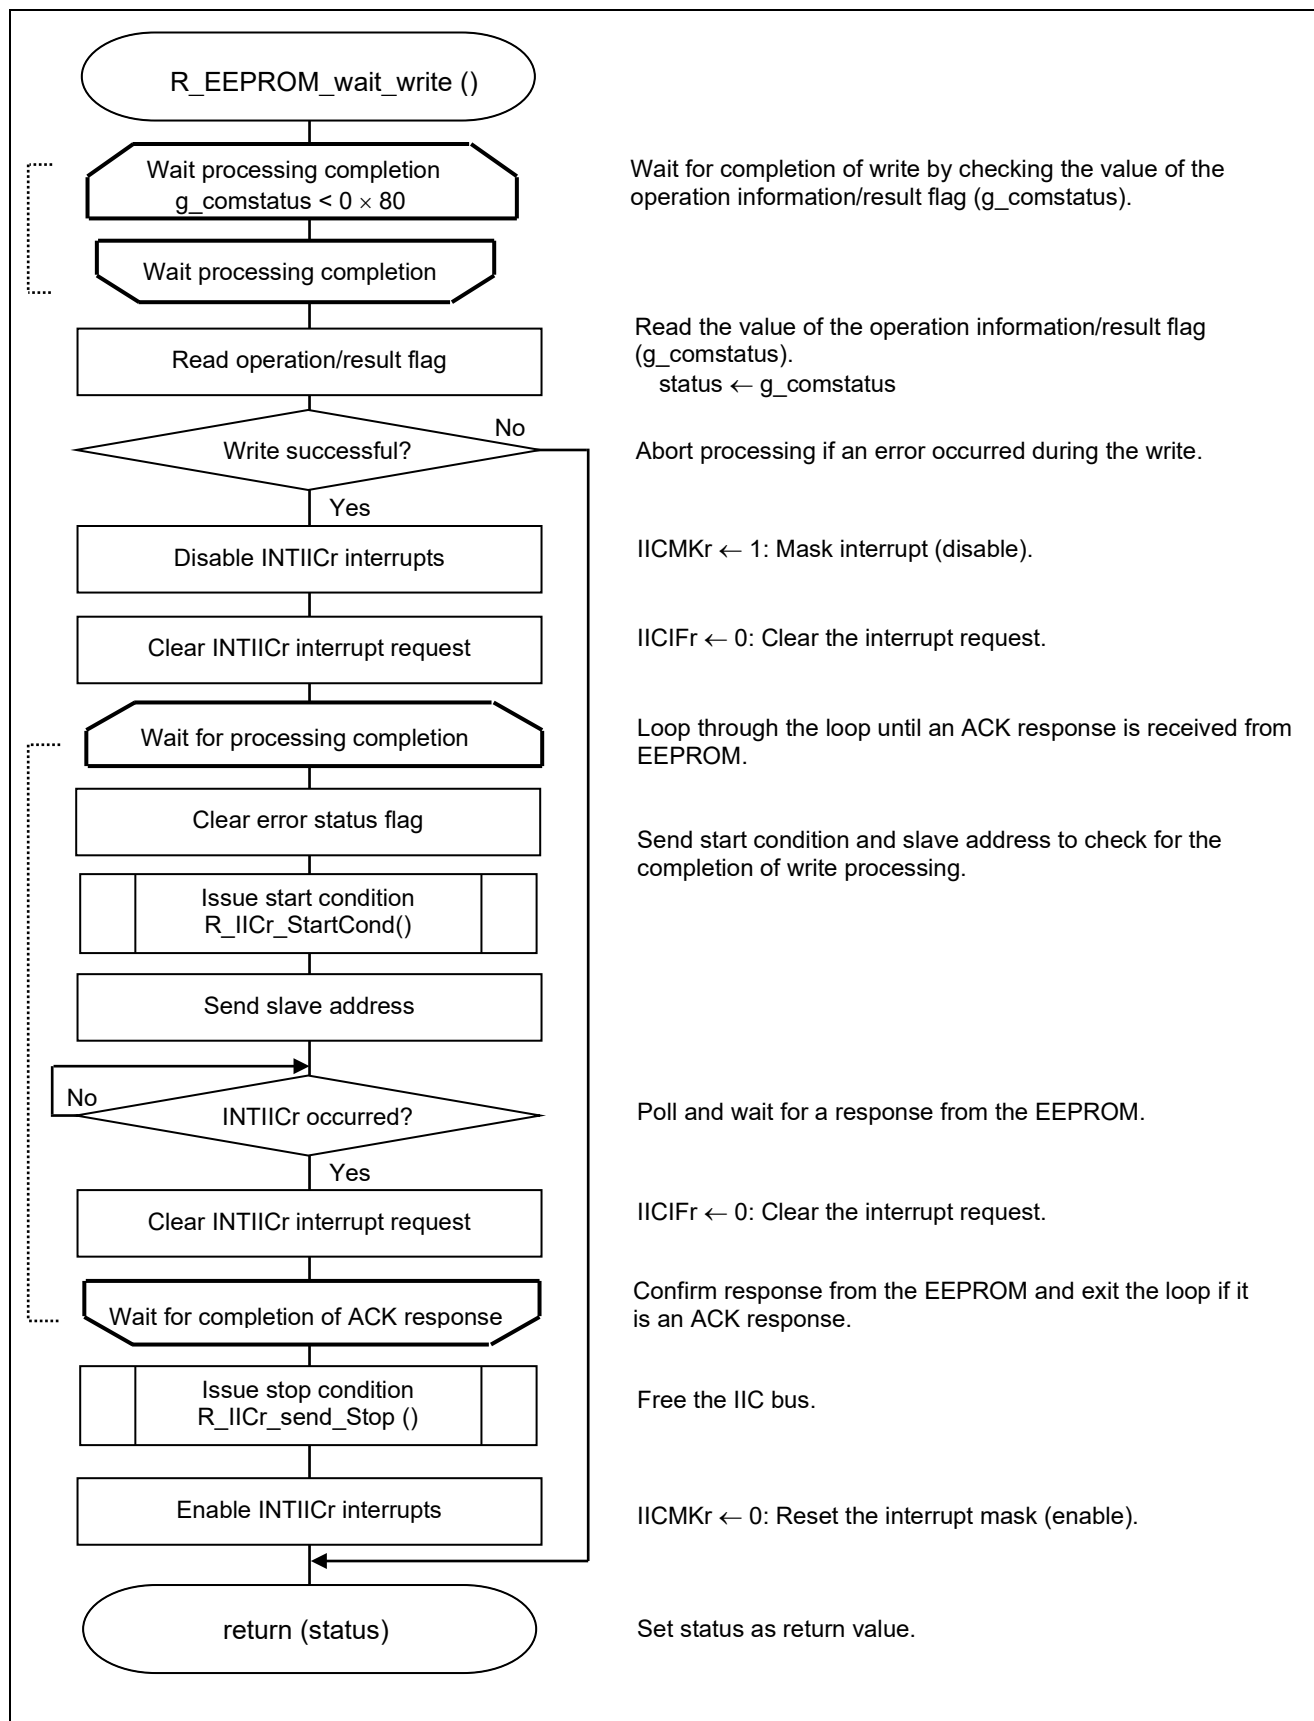 R_EEPROM_wait_write ()
Wait processing completion
g_comstatus < 0 × 80
Wait for completion of write by checking the value of the
operation information/result flag (g_comstatus).
Wait processing completion
Read operation/result flag
Read the value of the operation information/result flag
(g_comstatus).
status ← g_comstatus
Write successful?
No
Abort processing if an error occurred during the write.
Yes
Disable INTIICr interrupts
IICMKr ← 1: Mask interrupt (disable).
Clear INTIICr interrupt request
IICIFr ← 0: Clear the interrupt request.
Wait for processing completion
Loop through the loop until an ACK response is received from
EEPROM.
Clear error status flag
Send start condition and slave address to check for the
completion of write processing.
Issue start condition
R_IICr_StartCond()
Send slave address
No
INTIICr occurred?
Poll and wait for a response from the EEPROM.
Yes
Clear INTIICr interrupt request
IICIFr ← 0: Clear the interrupt request.
Wait for completion of ACK response
Confirm response from the EEPROM and exit the loop if it
is an ACK response.
Issue stop condition
R_IICr_send_Stop ()
Free the IIC bus.
Enable INTIICr interrupts
IICMKr ← 0: Reset the interrupt mask (enable).
return (status)
Set status as return value.